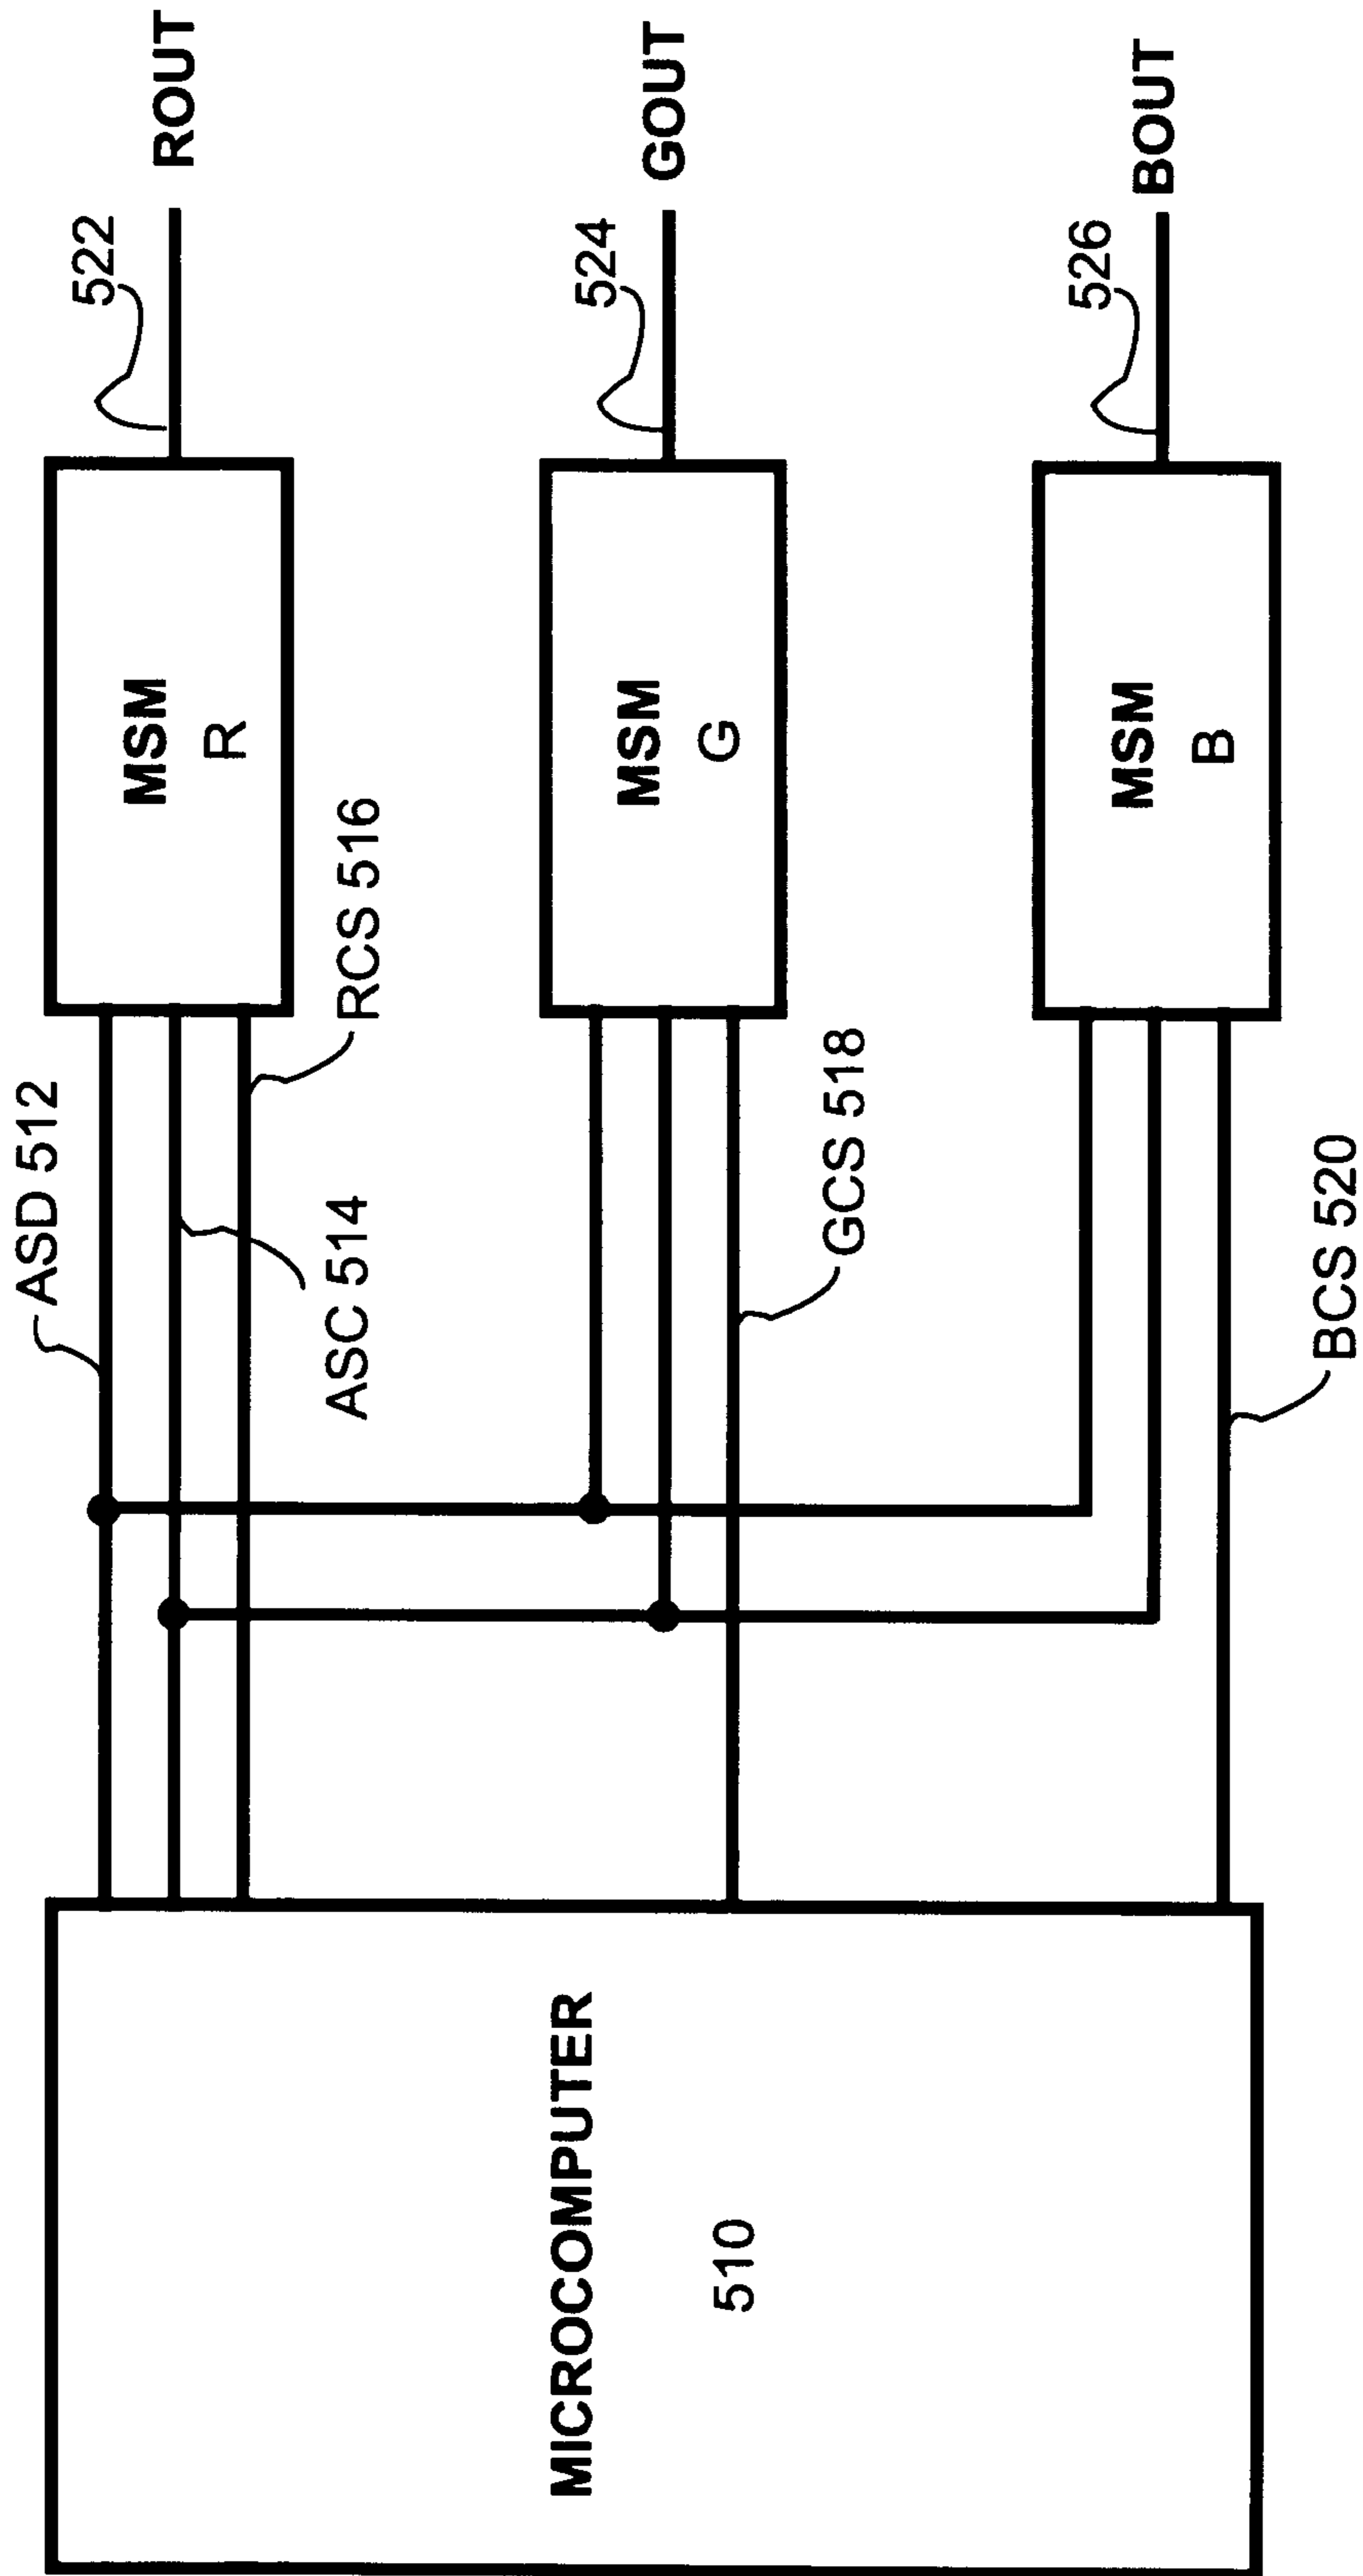 MICROCOMPUTER
510
ASD 512
ASC 514
RCS 516
MSM
R
522
ROUT
GCS 518
MSM
G
524
GOUT
BCS 520
MSM
B
526
BOUT